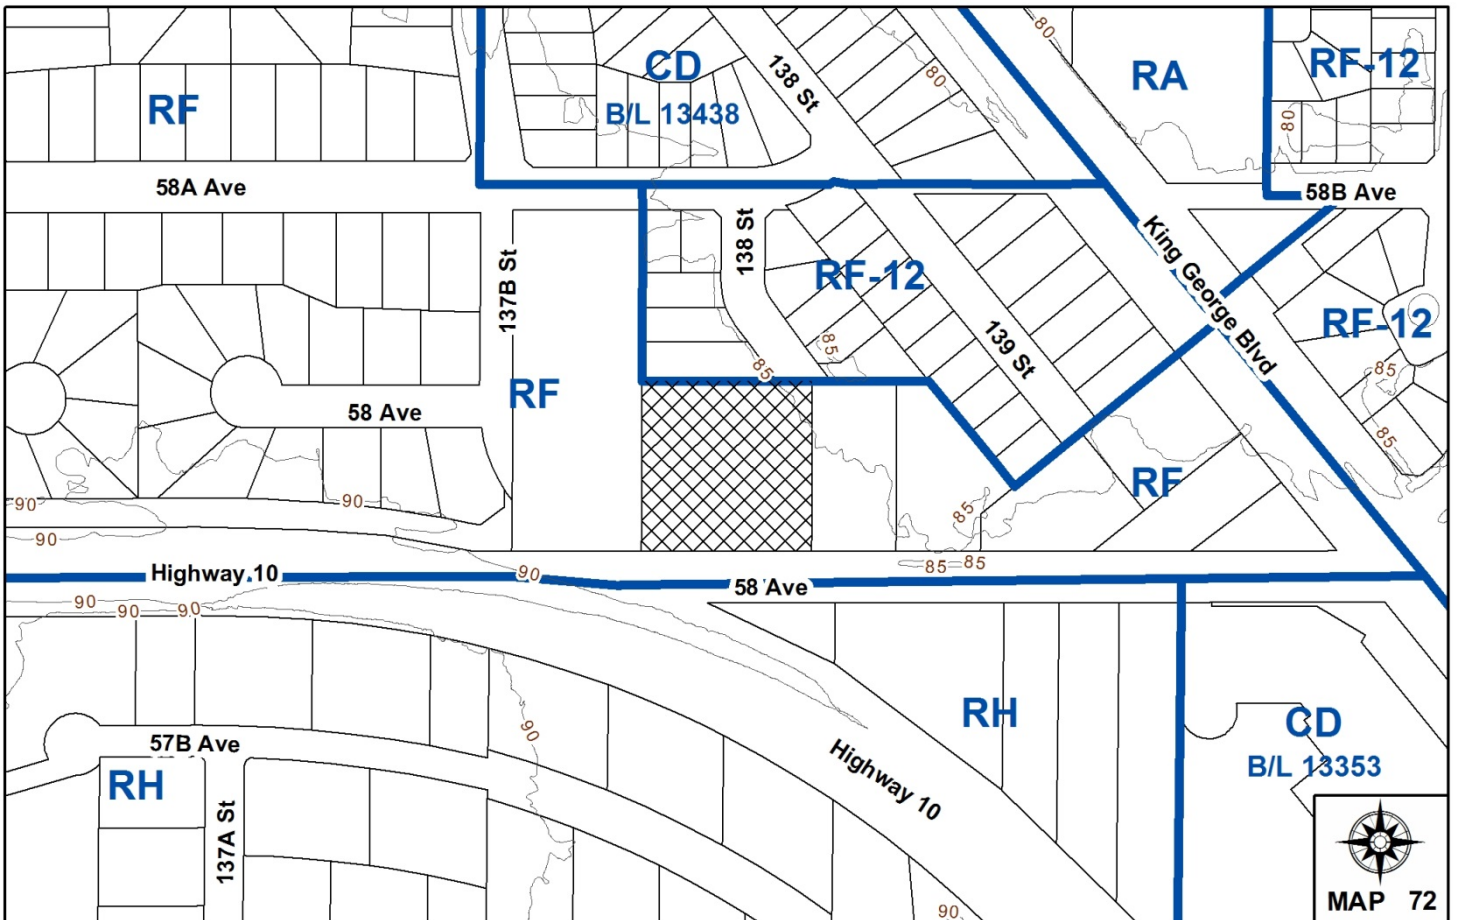 80
138 St
CD
RF-12
RA
80
RF
B/L 13438
80
58A Ave
58B Ave
138 St
King George Blvd
137B St
RF-12
139 St
RF-12
85
85
85
58 Ave
RF
85
RF
90
90
85
90
85
85
Highway 10
90
58 Ave
90
90
90
RH
CD
90
57B Ave
Highway 10
B/L 13353
RH
137A St
MAP 72
90